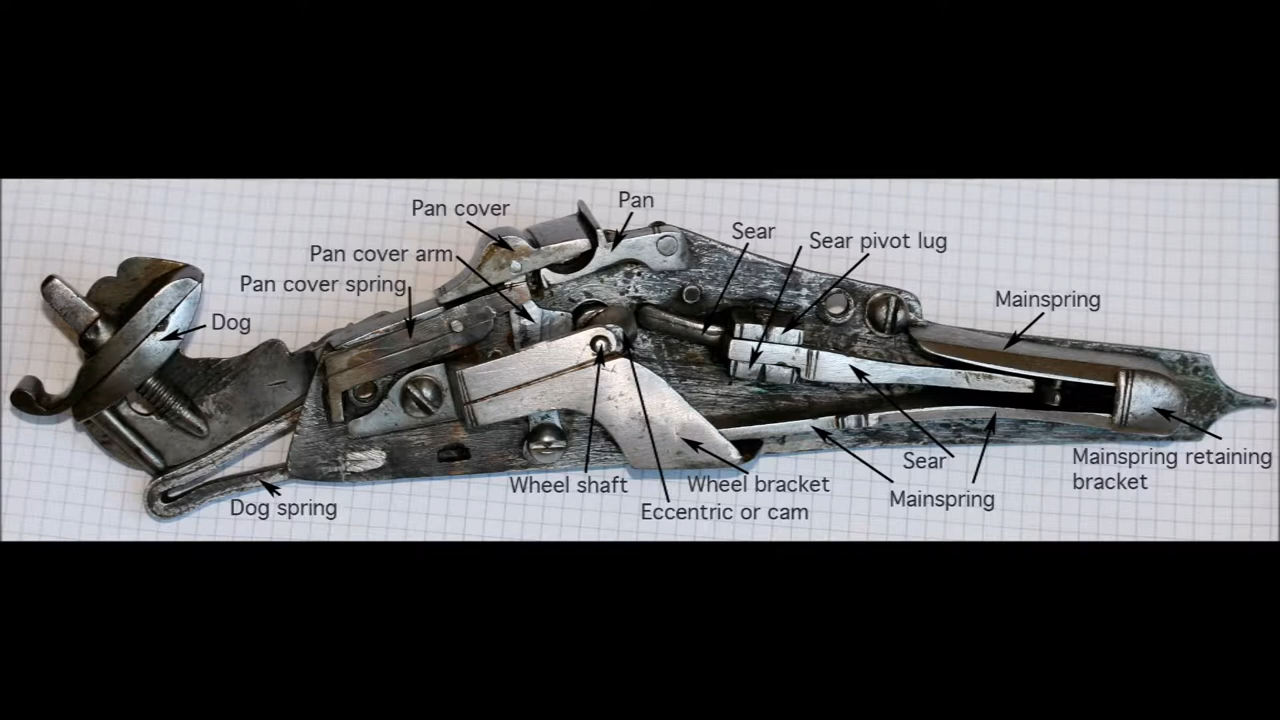 Pan
Pan cover
Sear
Sear pivot lug
Pan cover arm
Pan cover spring
Mainspring
Dog
Sear
Mainspring retaining
bracket
Wheel shaft
Wheel bracket
Mainspring
Dog spring
Eccentric or cam